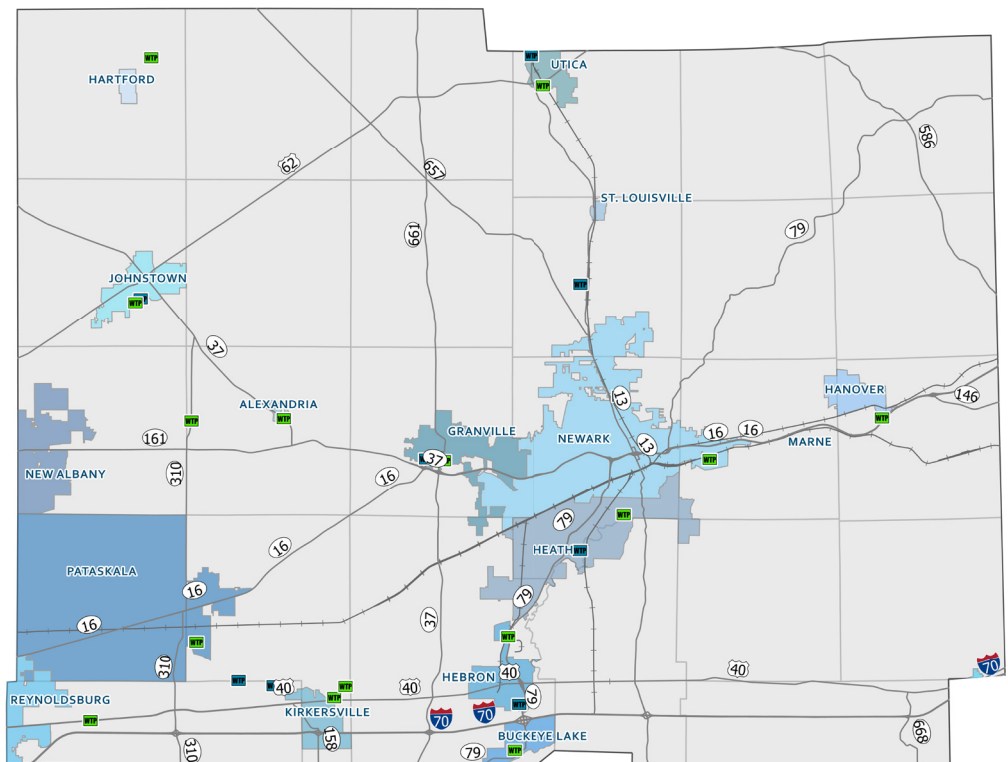 WTP
UTICA
WTP
HARTFORD
WTP
586
62
657
ST. LOUISVILLE
79
661
JOHNSTOWN
WTP
WTP
37
HANOVER
146
13
ALEXANDRIA
WTP
WTP
WTP
GRANVILLE
NEWARK
16
16
161
37
13
MARNE
WTP
NEW ALBANY
310
16
WTP
79
16
HEATH
WTP
PATASKALA
16
79
16
37
WTP
WTP
310
40
70
40
HEBRON
WTP
40
40
WTP
WTP
79
REYNOLDSBURG
KIRKERSVILLE
WTP
WTP
70
70
158
BUCKEYE LAKE
668
310
79
WTP